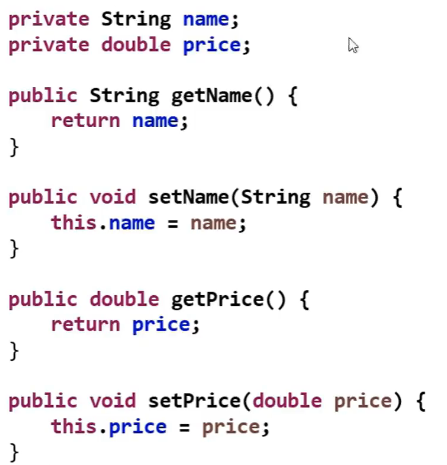 private String name;
private double price;
public String getName() {
return name;
}
public void setName(String name) {
this.name = name;
}
public double getPrice() {
return price;
}
public void setPrice(double price) {
this.price = price;
}